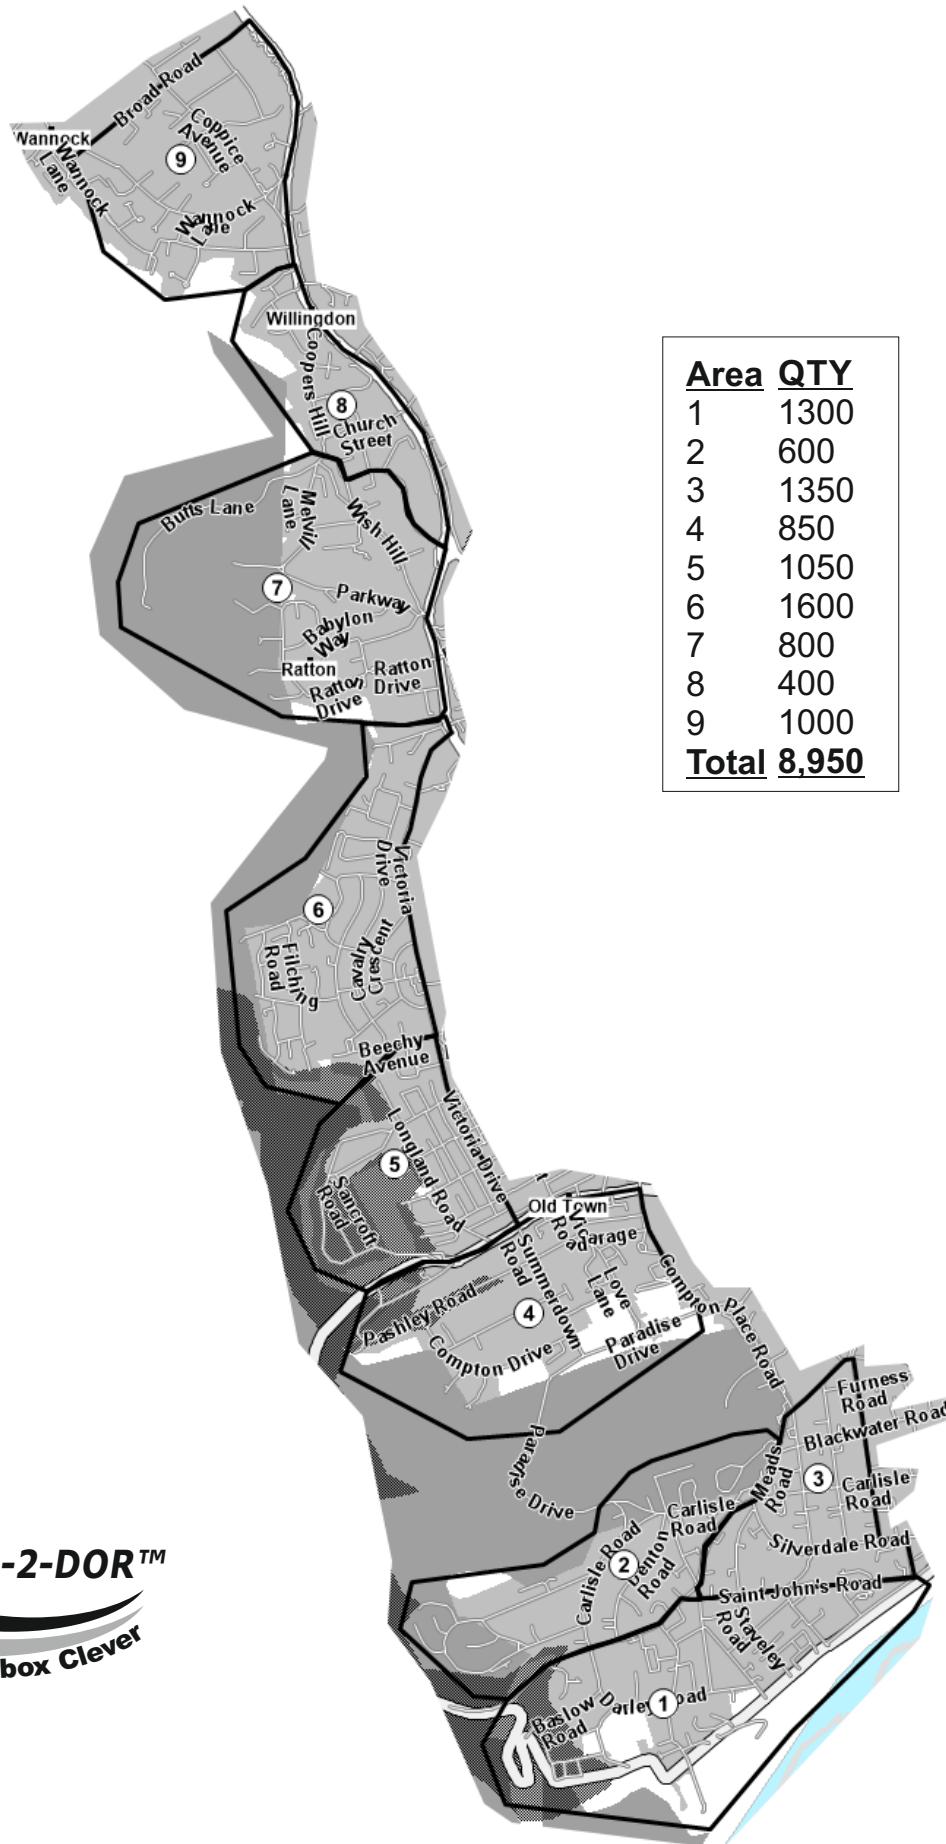 Broad Road
Wannock
Wannock
Lane
Coppice
Avenue
9
Wannock
Lane
Willingdon
Coopers Hill
8
Church
Street
Area QTY
1 1300
2 600
3 1350
4 850
5 1050
6 1600
7 800
8 400
9 1000
Total 8,950
Butts Lane
Melvill
Lane
Wish Hill
7
Parkway
Babylon
Way
Ratton
Ratton
Drive
Ratton
Drive
Victoria
Drive
6
Filching
Road
Cavalry
Crescent
Beechy
Avenue
Victoria Drive
Longland Road
5
Sancroft
Road
Old Town
Vicarage
Road
Summerdown
Road
Love
Lane
Compton Place Road
4
Pashley Road
Compton Drive
Paradise
Drive
Furness
Road
Blackwater Road
Paradise Drive
Meads
Road
3
Carlisle
Road
Carlisle
Road
Silverdale Road
Carlisle Road
2
Denton
Road
Saint John's Road
Staveley
Road
Baslow
Road
Darley Road
1
-2-DOR™
box Clever